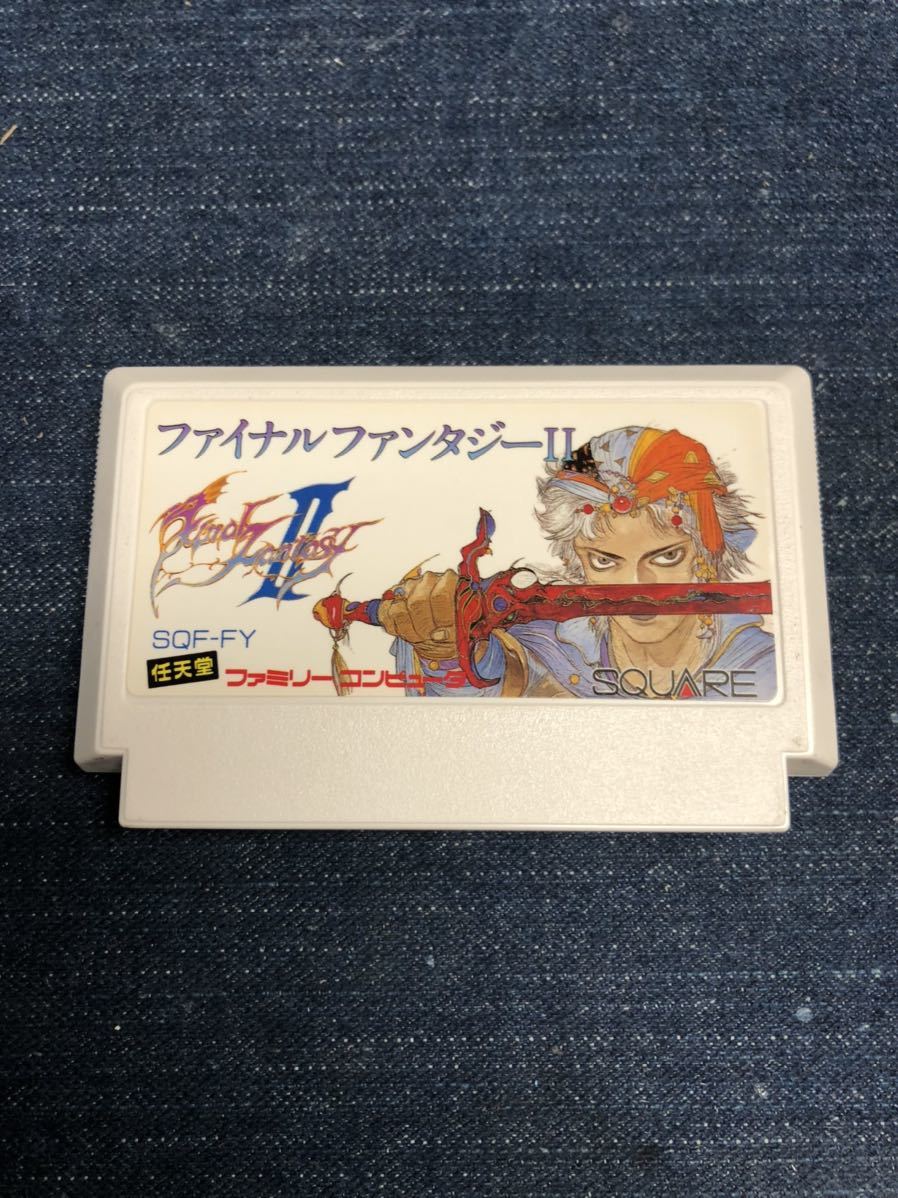 ファイナルファンタジーII
Final Fantasy II
SQF-FY
任天堂 ファミリーコンピュータ
SQUARE